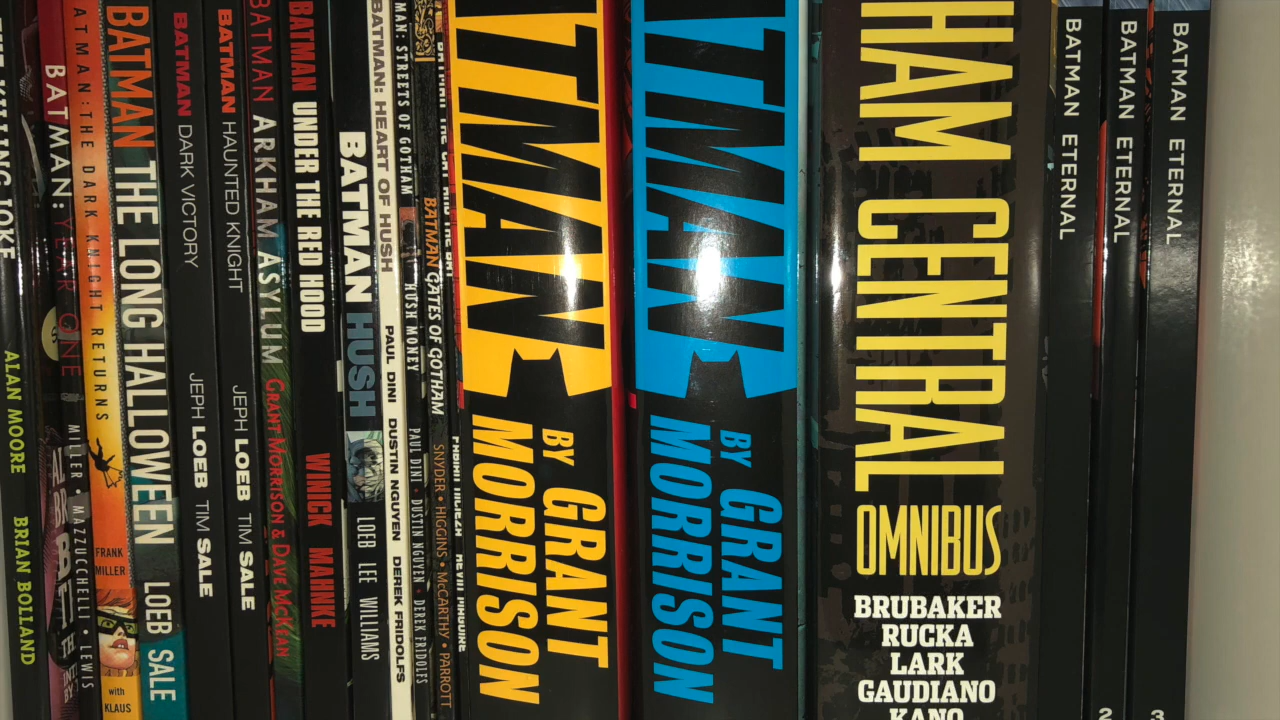 THE KILLING JOKE
ALAN MOORE
BRIAN BOLLAND
BATMAN: YEAR ONE
MILLER • MAZZUCCHELLI • LEWIS
BATMAN: THE DARK KNIGHT RETURNS
FRANK
MILLER
with
KLAUS
BATMAN THE LONG HALLOWEEN
LOEB SALE
BATMAN DARK VICTORY
JEPH LOEB TIM SALE
BATMAN HAUNTED KNIGHT
JEPH LOEB TIM SALE
BATMAN ARKHAM ASYLUM
GRANT MORRISON & DAVE MCKEAN
BATMAN UNDER THE RED HOOD
WINICK MAHNKE
BATMAN HUSH
LOEB LEE WILLIAMS
BATMAN: HEART OF HUSH
PAUL DINI DUSTIN NGUYEN DEREK FRIDOLFS
MAN: STREETS OF GOTHAM
HUSH MONEY
PAUL DINI • DUSTIN NGUYEN • DEREK FRIDOLFS
BATMAN GATES OF GOTHAM
SNYDER • HIGGINS • McCARTHY • PARROTT
TMAN
BY GRANT
MORRISON
TMAN
BY GRANT
MORRISON
HAM CENTRAL
OMNIBUS
BRUBAKER
RUCKA
LARK
GAUDIANO
KANO
BATMAN ETERNAL
BATMAN ETERNAL
2
BATMAN ETERNAL
3